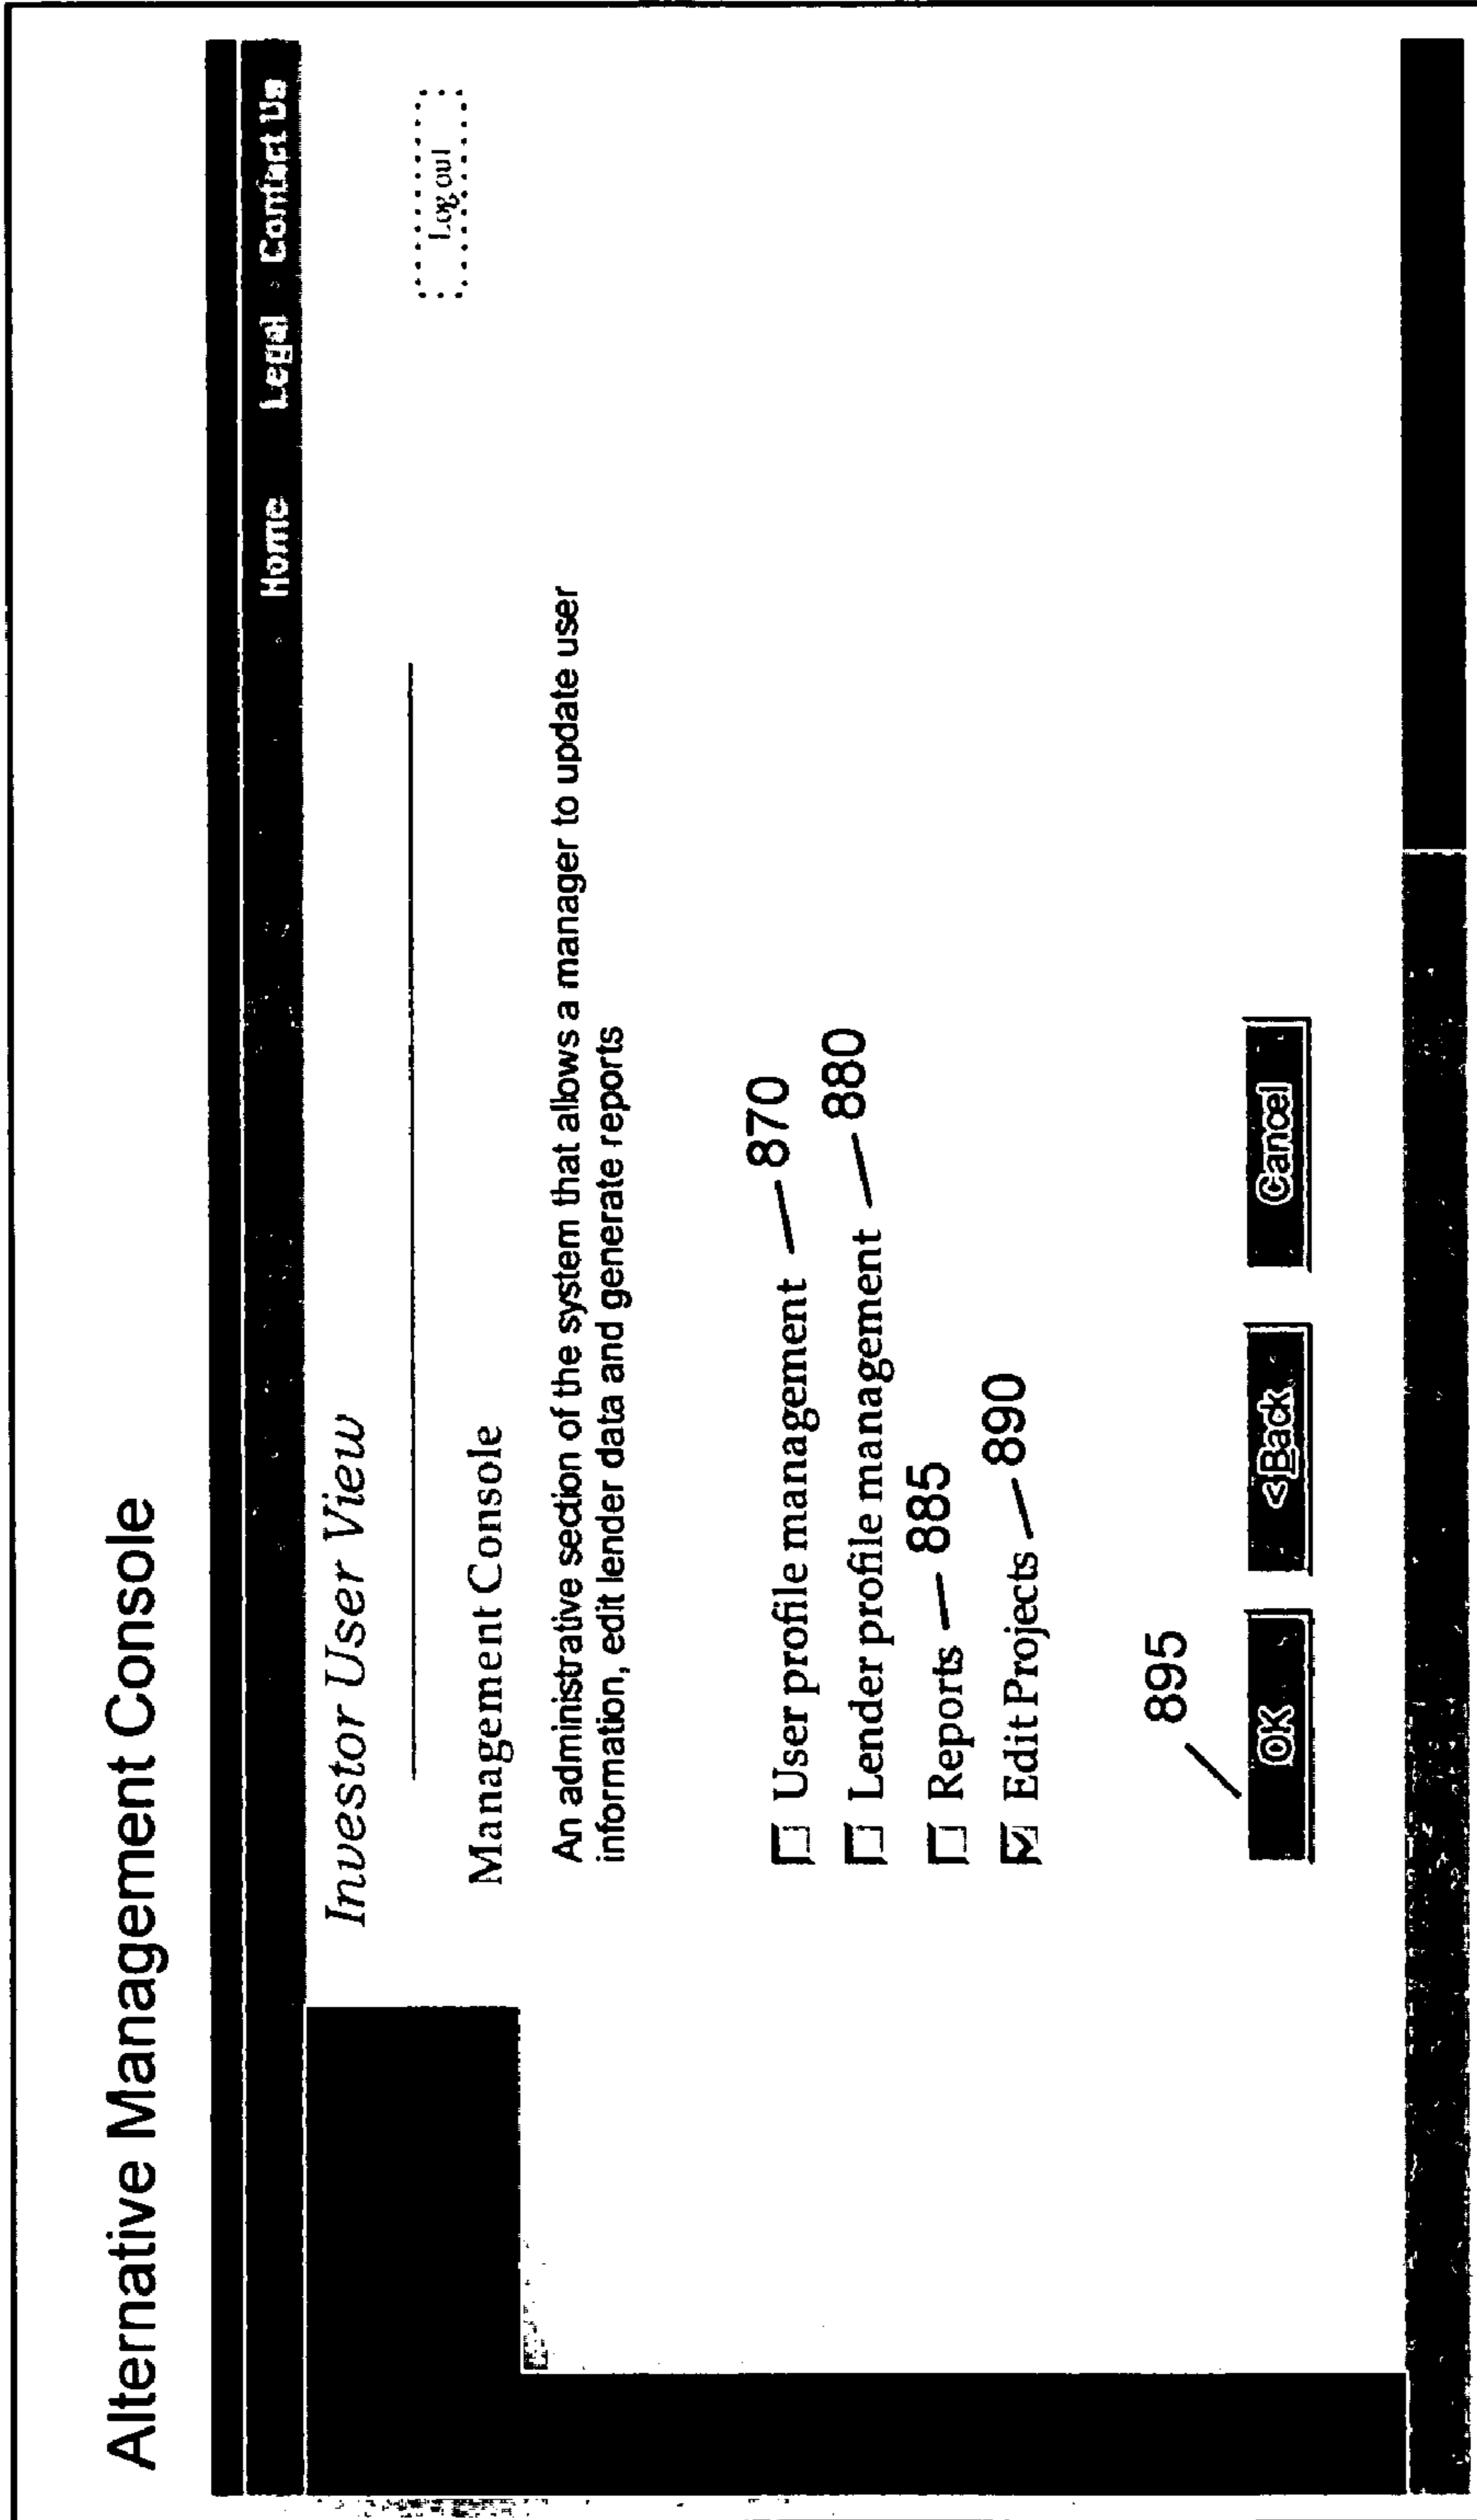 Alternative Management Console
Home Legal Contact Us
Investor User View
Log out
Management Console
An administrative section of the system that allows a manager to update user
information, edit lender data and generate reports
User profile management 870
Lender profile management 880
Reports 885
Edit Projects 890
895
OK <Back Cancel